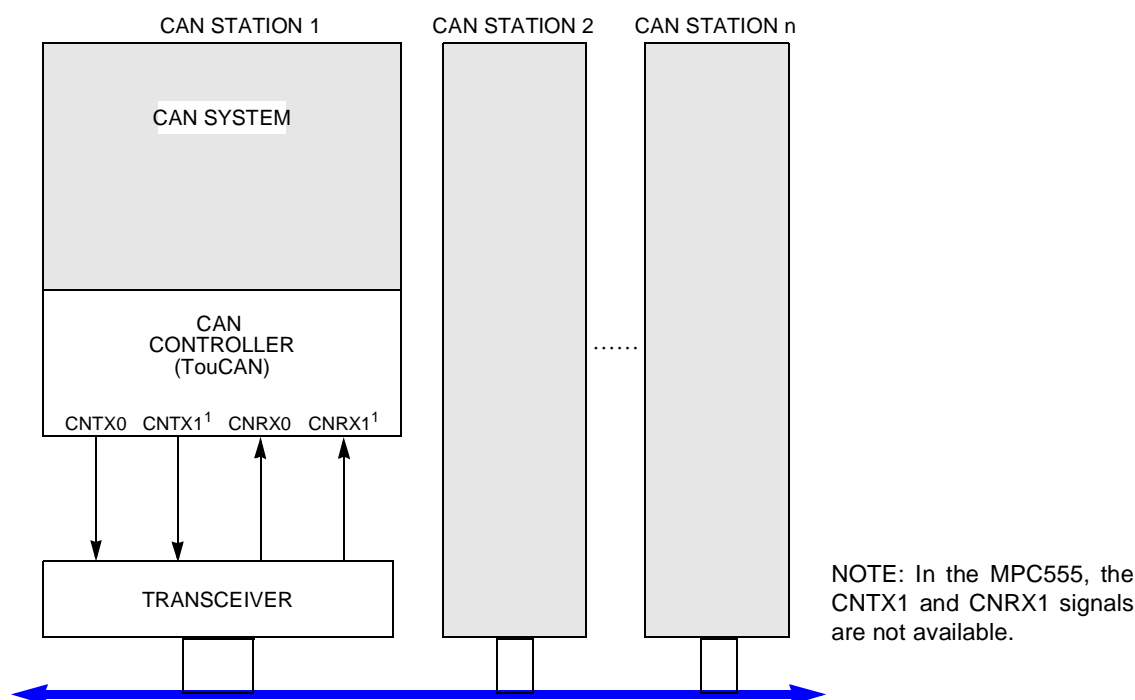 CAN STATION 1
CAN STATION 2
CAN STATION n
CAN SYSTEM
CAN
CONTROLLER
(TouCAN)
......
CNTX0 CNTX1¹ CNRX0 CNRX1¹
TRANSCEIVER
NOTE: In the MPC555, the
CNTX1 and CNRX1 signals
are not available.